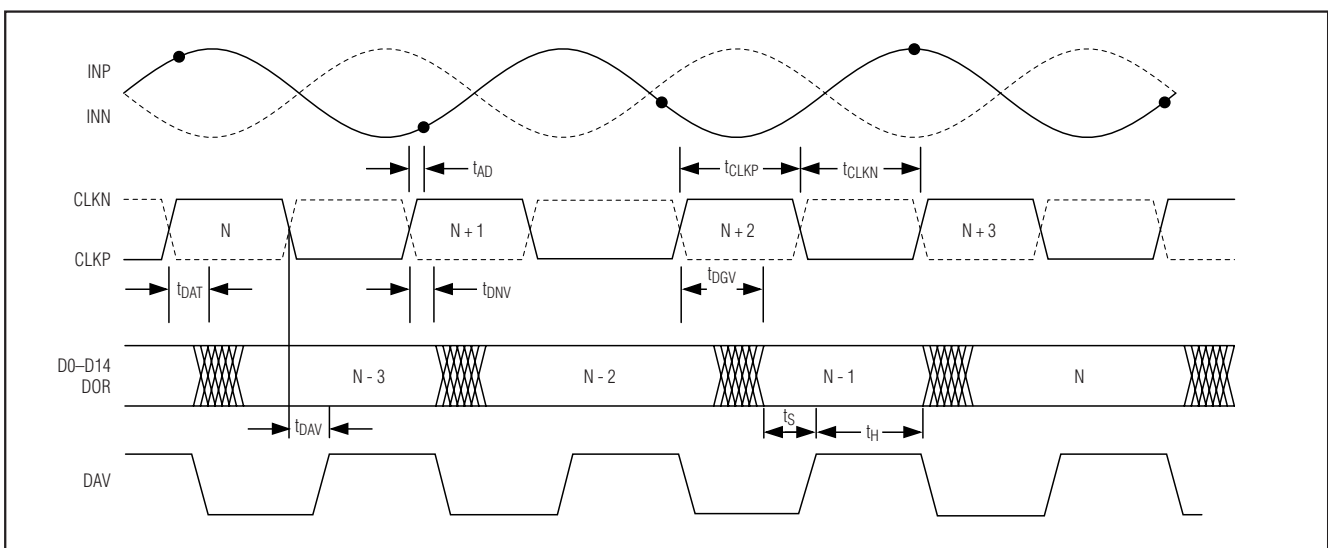 INP
INN
tAD
tCLKP
tCLKN
CLKN
N
N + 1
N + 2
N + 3
CLKP
tDAT
tDNV
tDGV
D0–D14
DOR
N - 3
N - 2
N - 1
N
tDAV
tS
tH
DAV